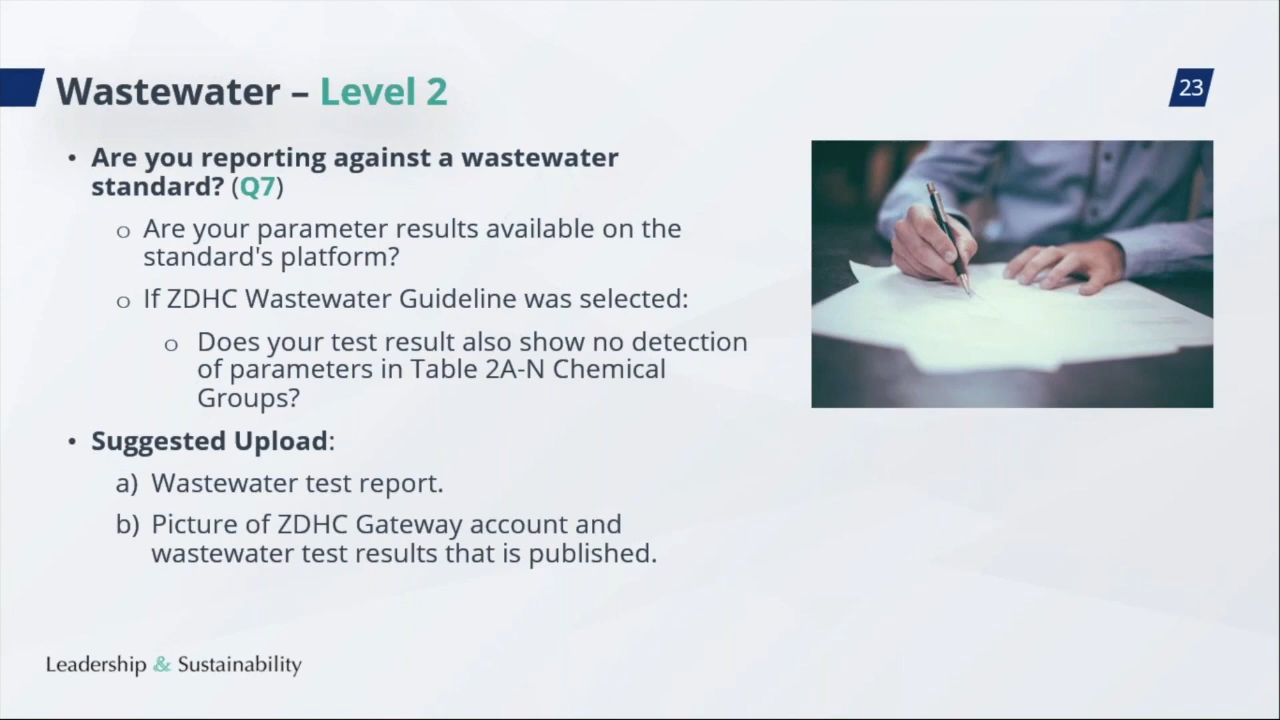 Wastewater – Level 2
23
• Are you reporting against a wastewater
standard? (Q7)
o Are your parameter results available on the
standard's platform?
o If ZDHC Wastewater Guideline was selected:
o Does your test result also show no detection
of parameters in Table 2A-N Chemical
Groups?
• Suggested Upload:
a) Wastewater test report.
b) Picture of ZDHC Gateway account and
wastewater test results that is published.
Leadership & Sustainability